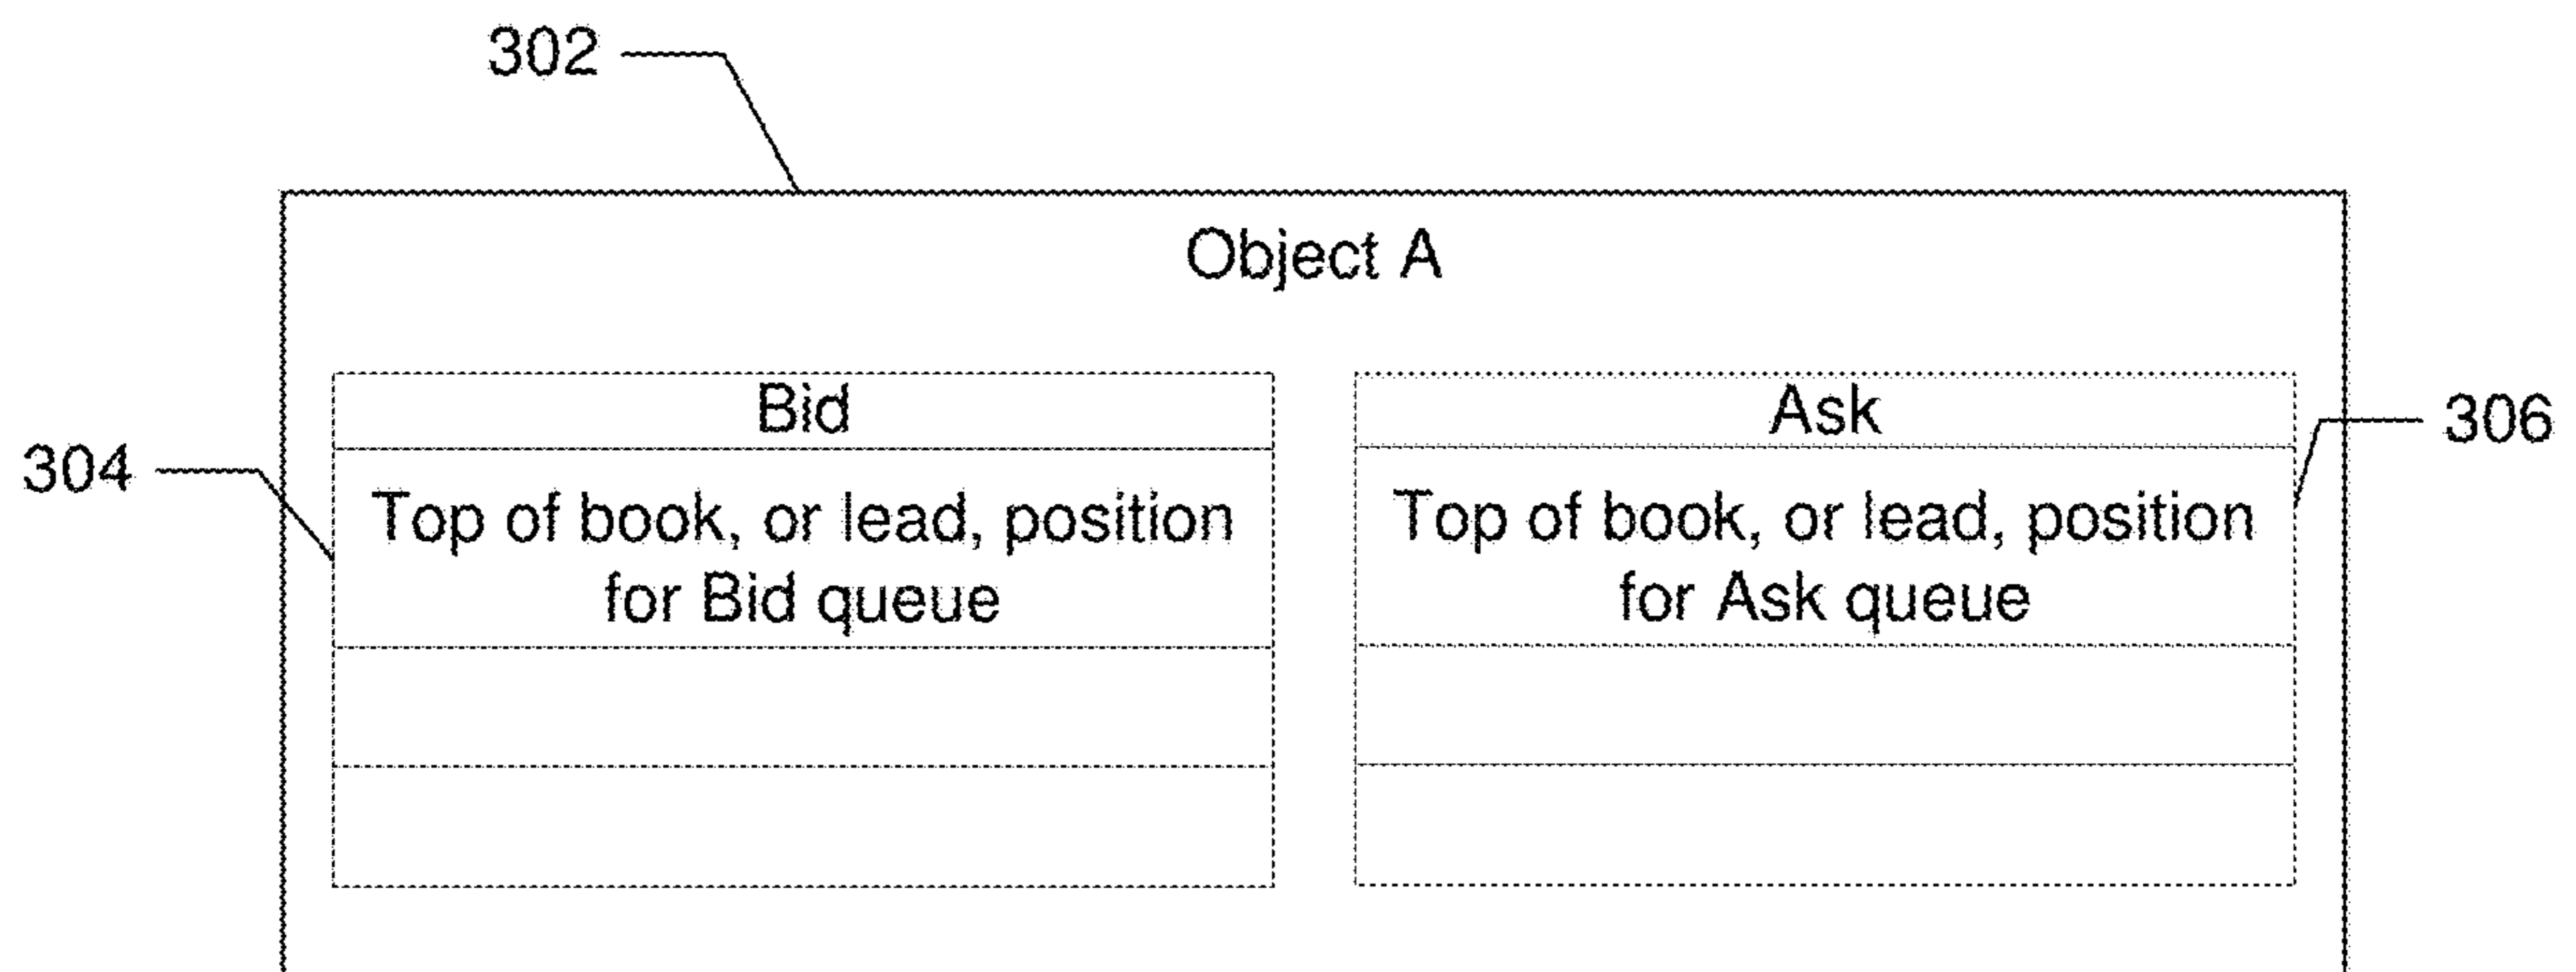 302
Object A
Bid
Ask
304
306
Top of book, or lead, position
for Bid queue
Top of book, or lead, position
for Ask queue